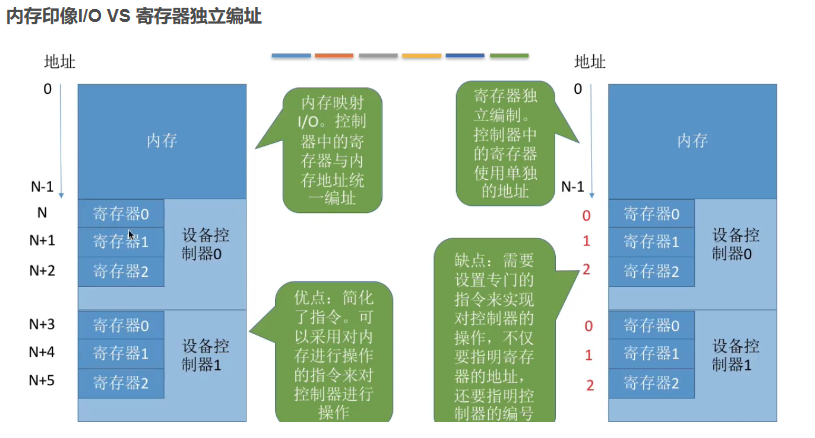 内存印像I/O VS 寄存器独立编址
地址
0
内存
N-1
N
寄存器0
N+1
寄存器1
N+2
寄存器2
设备控
制器0
N+3
寄存器0
N+4
寄存器1
N+5
寄存器2
设备控
制器1
内存映射
I/O。控制
器中的寄
存器与内
存地址统
一编址
优点：简化
了指令。可
以采用对内
存进行操作
的指令来对
控制器进行
操作
寄存器独
立编制。
控制器中
的寄存器
使用单独
的地址
缺点：需要
设置专门的
指令来实现
对控制器的
操作，不仅
要指明寄存
器的地址，
还要指明控
制器的编号
地址
0
内存
N-1
0
寄存器0
1
寄存器1
2
寄存器2
设备控
制器0
0
寄存器0
1
寄存器1
2
寄存器2
设备控
制器1